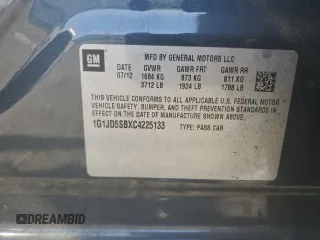 GM
MFD BY GENERAL MOTORS LLC
DATE GVWR GAWR FRT GAWR RR
07/12 1684 KG 873 KG 811 KG
3712 LB 1924 LB 1788 LB
THIS VEHICLE CONFORMS TO ALL APPLICABLE U.S. FEDERAL MOTOR
VEHICLE SAFETY, BUMPER, AND THEFT PREVENTION STANDARDS
IN EFFECT ON THE DATE OF MANUFACTURE SHOWN ABOVE.
1G1JD5SBXC4225133 TYPE: PASS CAR
DREAMBID